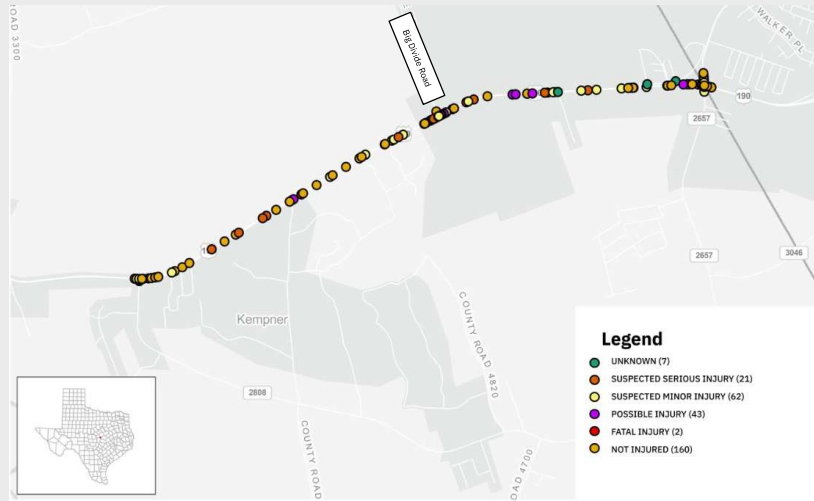 ROAD 3300
Big Divide Road
WALKER PL
190
2657
2657
3046
Kempner
COUNTY ROAD 4820
2808
COUNTY ROAD
OAD 4700
Legend
UNKNOWN (7)
SUSPECTED SERIOUS INJURY (21)
SUSPECTED MINOR INJURY (62)
POSSIBLE INJURY (43)
FATAL INJURY (2)
NOT INJURED (160)